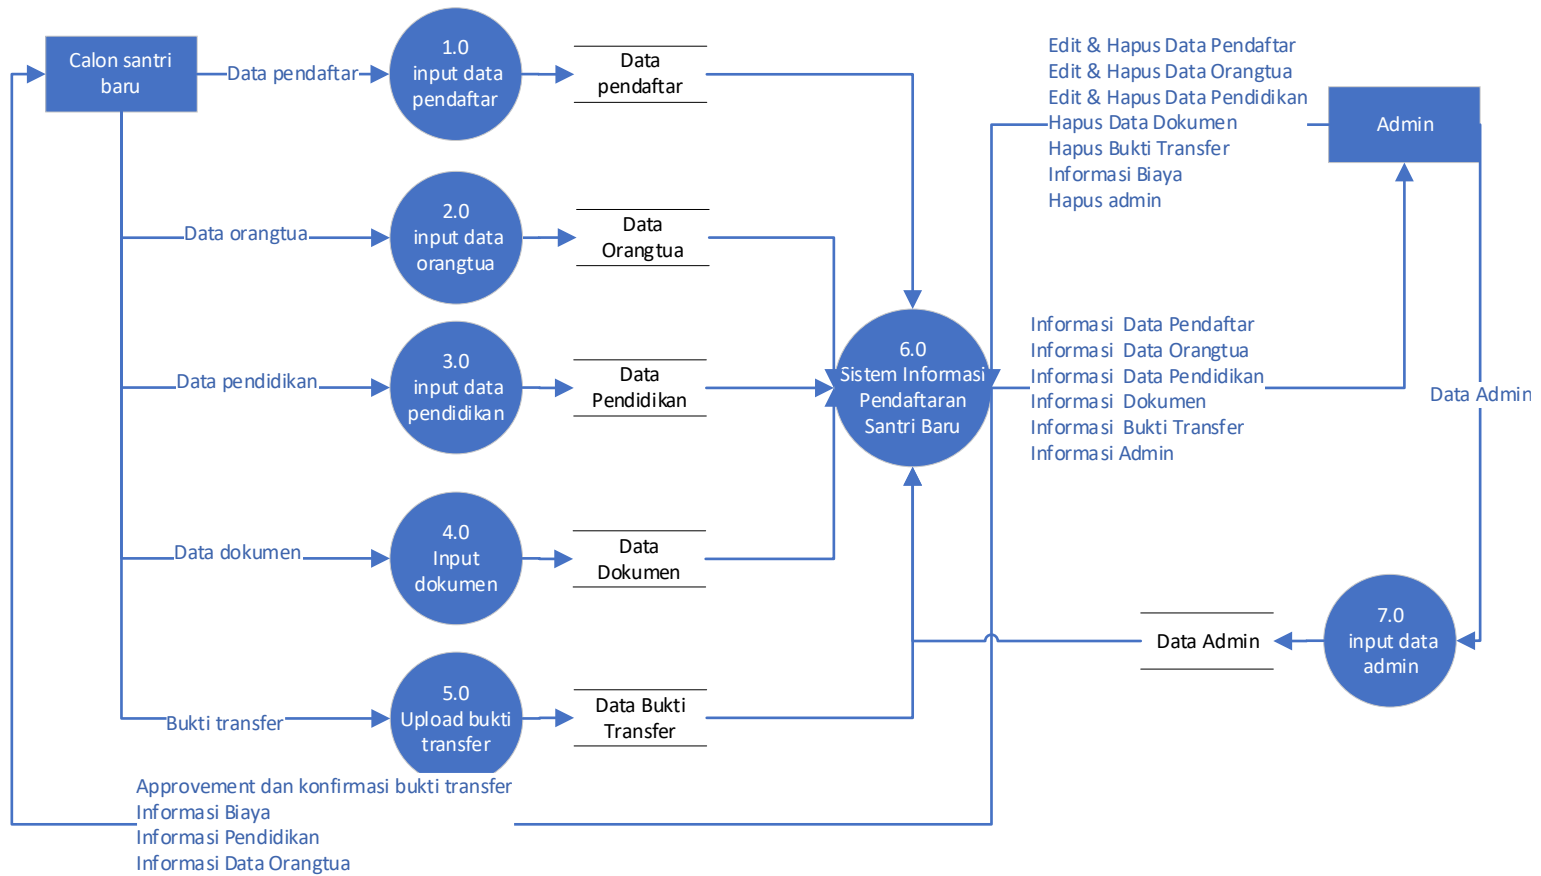 Calon santri
baru
Data pendaftar
1.0
input data
pendaftar
Data
pendaftar
Edit & Hapus Data Pendaftar
Edit & Hapus Data Orangtua
Edit & Hapus Data Pendidikan
Hapus Data Dokumen
Hapus Bukti Transfer
Informasi Biaya
Hapus admin
Admin
Data orangtua
2.0
input data
orangtua
Data
Orangtua
Data pendidikan
3.0
input data
pendidikan
Data
Pendidikan
6.0
Sistem Informasi
Pendaftaran
Santri Baru
Informasi Data Pendaftar
Informasi Data Orangtua
Informasi Data Pendidikan
Informasi Dokumen
Informasi Bukti Transfer
Informasi Admin
Data Admin
Data dokumen
4.0
Input
dokumen
Data
Dokumen
Data Admin
7.0
input data
admin
Bukti transfer
5.0
Upload bukti
transfer
Data Bukti
Transfer
Approvement dan konfirmasi bukti transfer
Informasi Biaya
Informasi Pendidikan
Informasi Data Orangtua